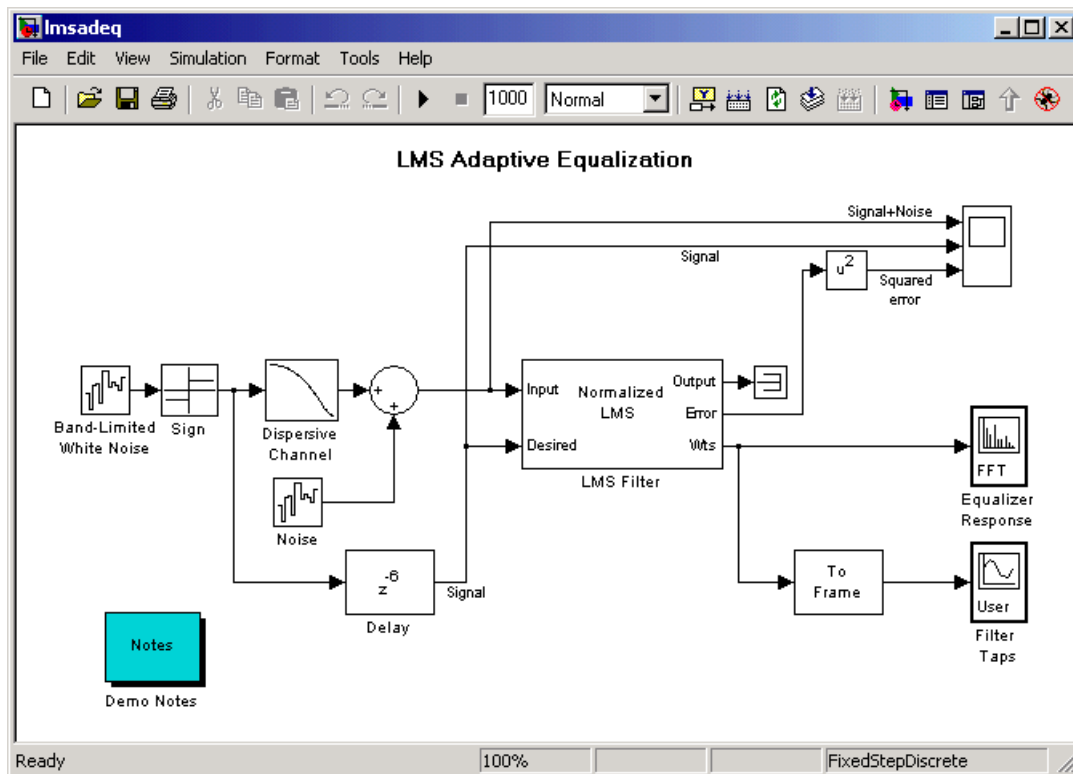 lmsadeq
File Edit View Simulation Format Tools Help
1000 Normal
LMS Adaptive Equalization
Signal+Noise
Signal
u2
Squared
error
Band-Limited
White Noise
Sign
Dispersive
Channel
+
+
Noise
Input
Normalized
LMS
Output
Error
Desired
Wts
LMS Filter
FFT
Equalizer
Response
z-6
Signal
Delay
To
Frame
User
Filter
Taps
Notes
Demo Notes
Ready 100% FixedStepDiscrete